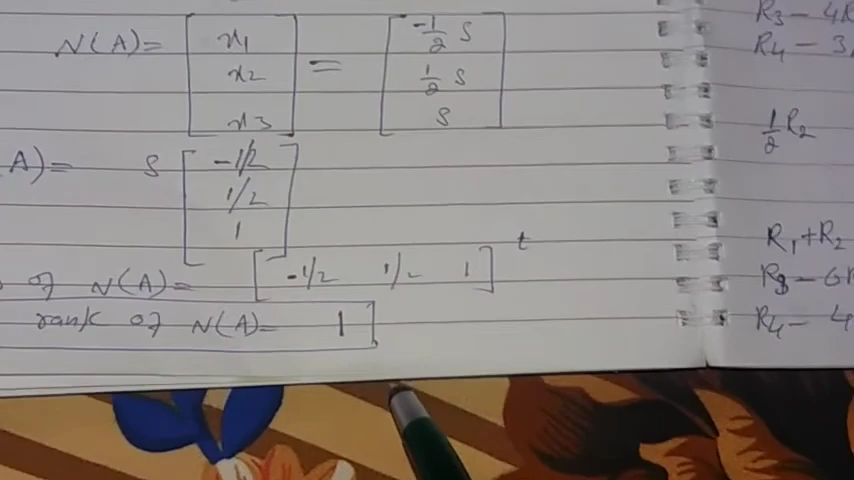 N(A) = [x1 x2 x3] = [-1/2 s 1/2 s s]
A) = s [-1/2 1/2 1]
of N(A) = [-1/2 1/2 1]^t
rank of N(A) = 1
R3 - 4R
R4 - 3
1/2 R2
R1 + R2
R3 - 6R
R4 - 4